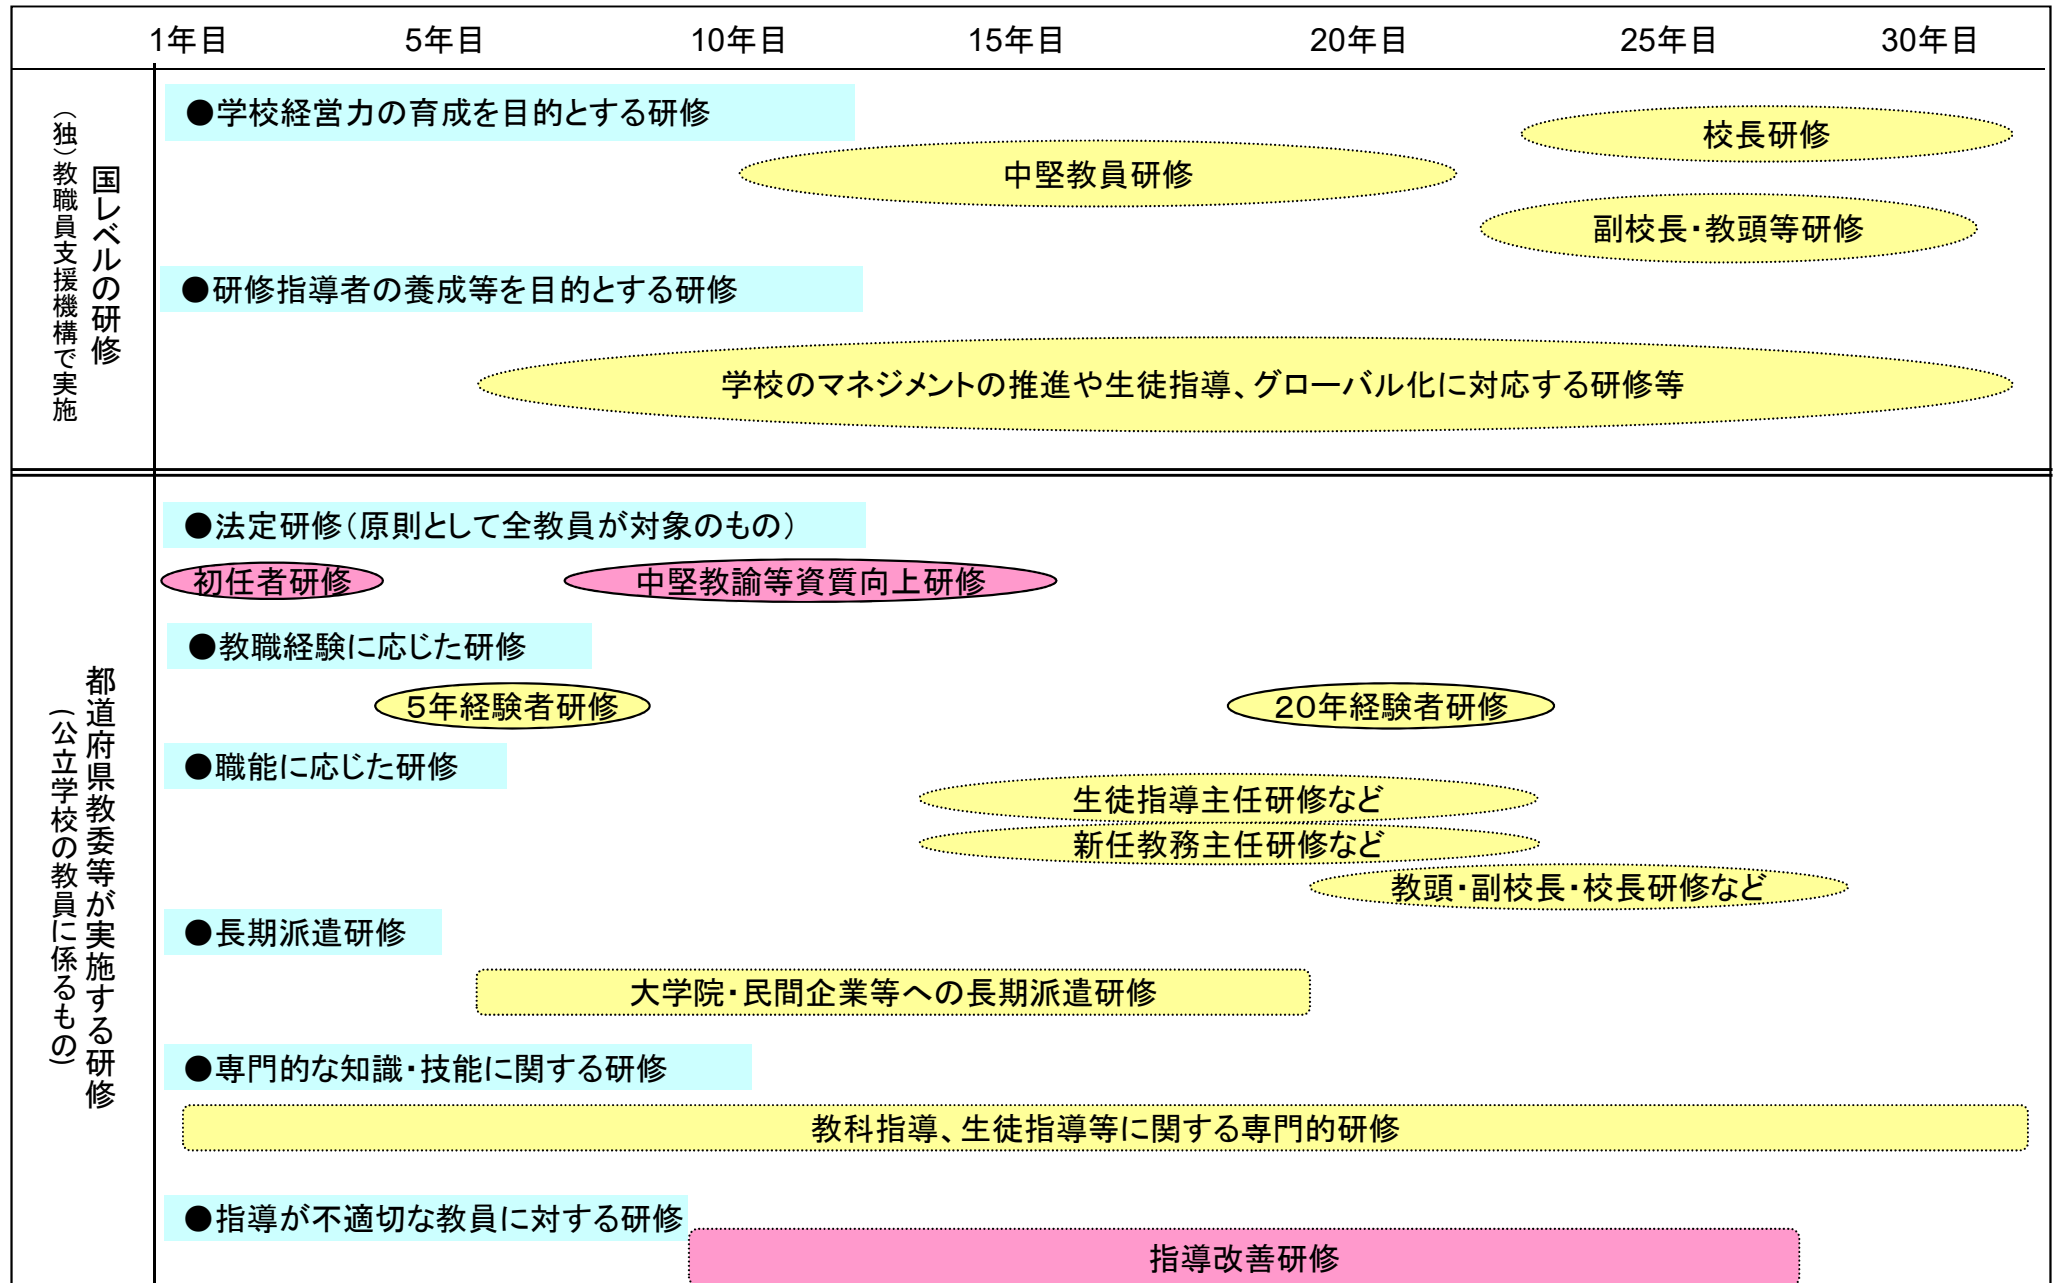 1年目 5年目 10年目 15年目 20年目 25年目 30年目
国レベルの研修
（独）教職員支援機構で実施
●学校経営力の育成を目的とする研修
校長研修
中堅教員研修
副校長・教頭等研修
●研修指導者の養成等を目的とする研修
学校のマネジメントの推進や生徒指導、グローバル化に対応する研修等
都道府県教委等が実施する研修
(公立学校の教員に係るもの)
●法定研修（原則として全教員が対象のもの）
初任者研修 中堅教諭等資質向上研修
●教職経験に応じた研修
５年経験者研修 ２０年経験者研修
●職能に応じた研修
生徒指導主任研修など
新任教務主任研修など
教頭・副校長・校長研修など
●長期派遣研修
大学院・民間企業等への長期派遣研修
●専門的な知識・技能に関する研修
教科指導、生徒指導等に関する専門的研修
●指導が不適切な教員に対する研修
指導改善研修